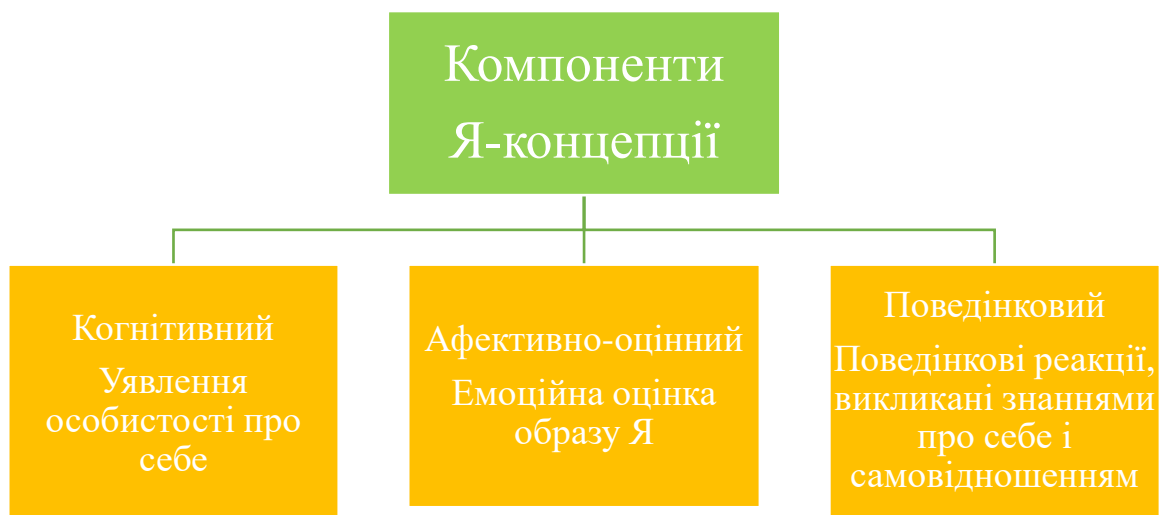 Компоненти
Я-концепції
Когнітивний
Уявлення
особистості про
себе
Афективно-оцінний
Емоційна оцінка
образу Я
Поведінковий
Поведінкові реакції,
викликані знаннями
про себе і
самовідношенням